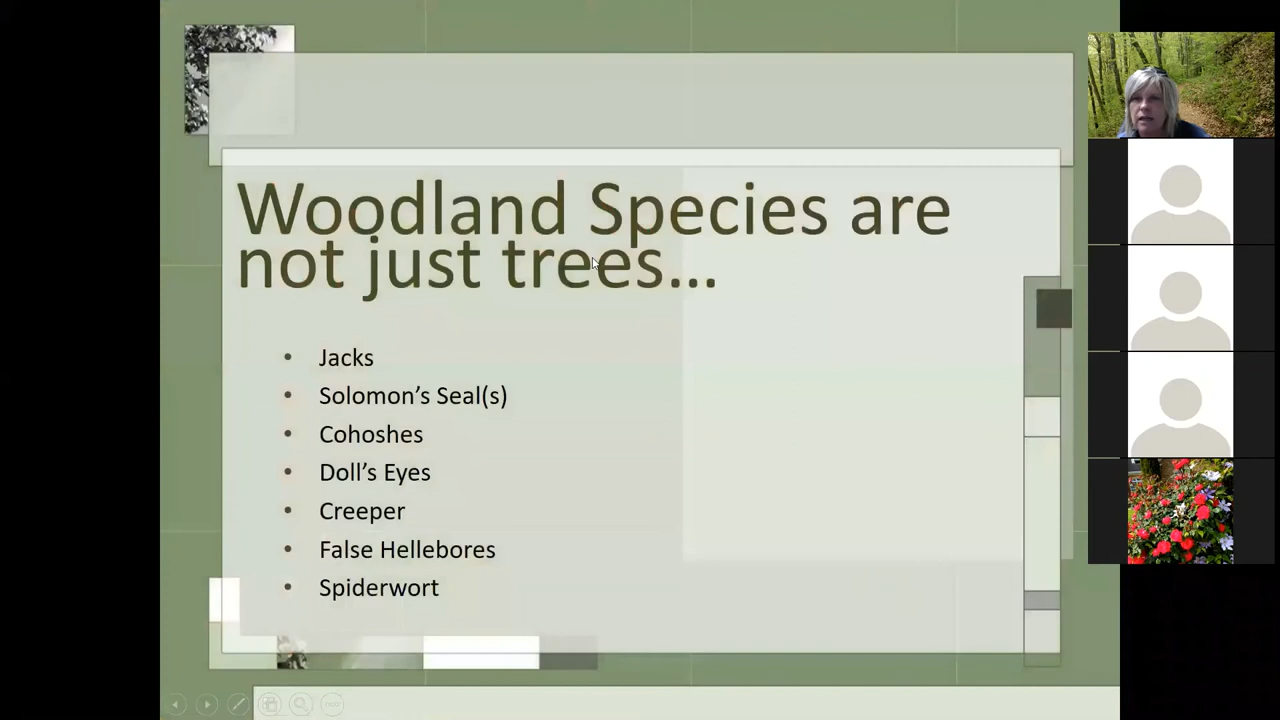 Woodland Species are
not just trees...
• Jacks
• Solomon's Seal(s)
• Cohoshes
• Doll's Eyes
• Creeper
• False Hellebores
• Spiderwort